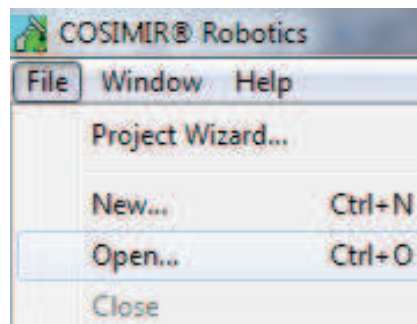 COSIMIR® Robotics
File Window Help
Project Wizard...
New... Ctrl+N
Open... Ctrl+O
Close